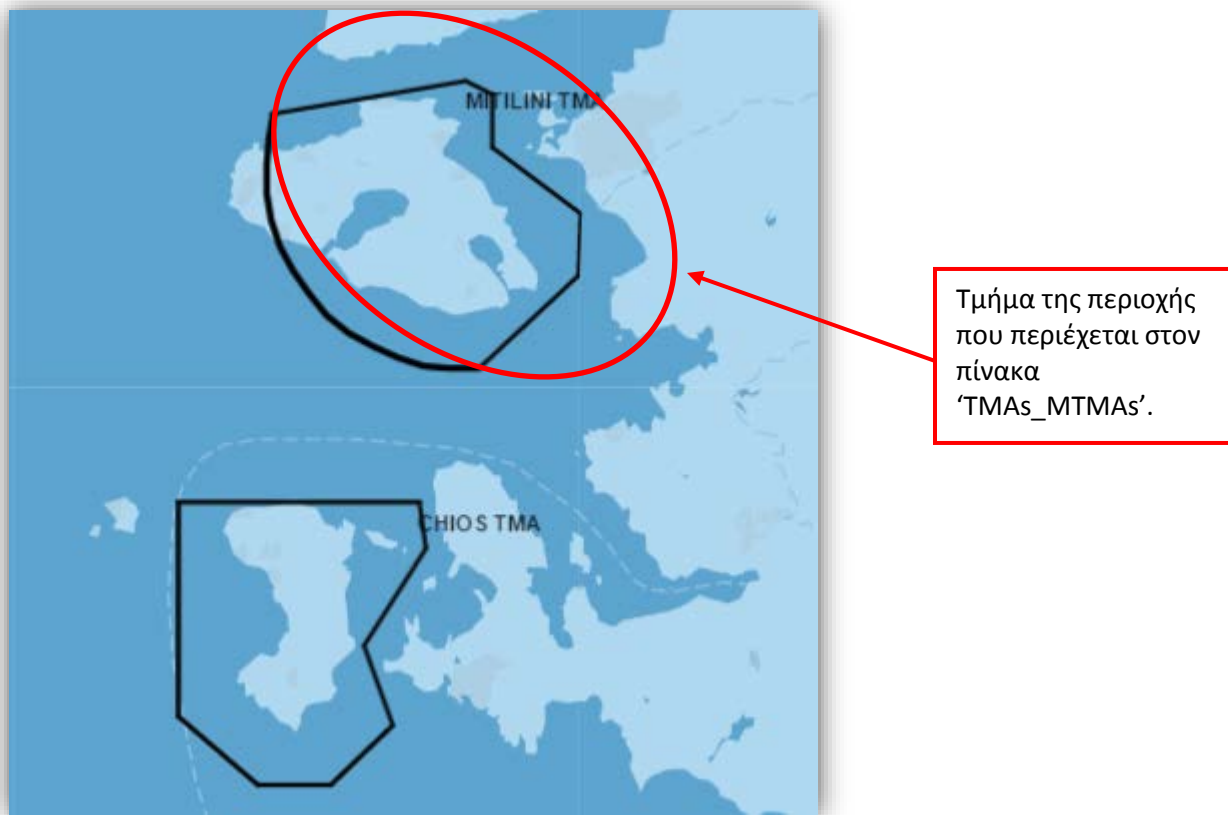 MITILINI TMA
CHIOS TMA
Τμήμα της περιοχής
που περιέχεται στον
πίνακα
‘TMAs_MTMAs’.